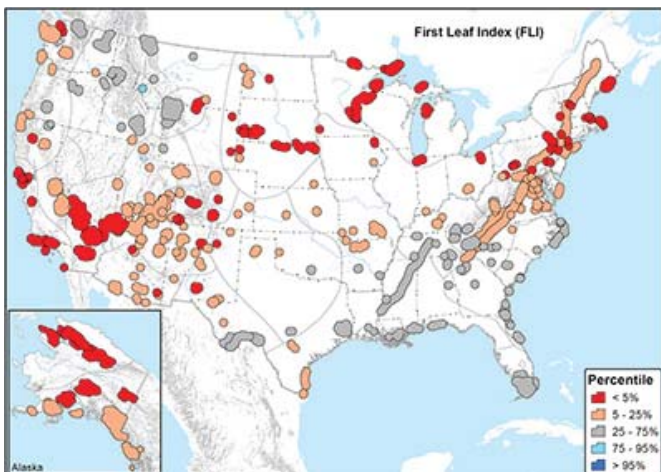 First Leaf Index (FLI)
Percentile
< 5%
5 - 25%
25 - 75%
75 - 95%
> 95%
Alaska